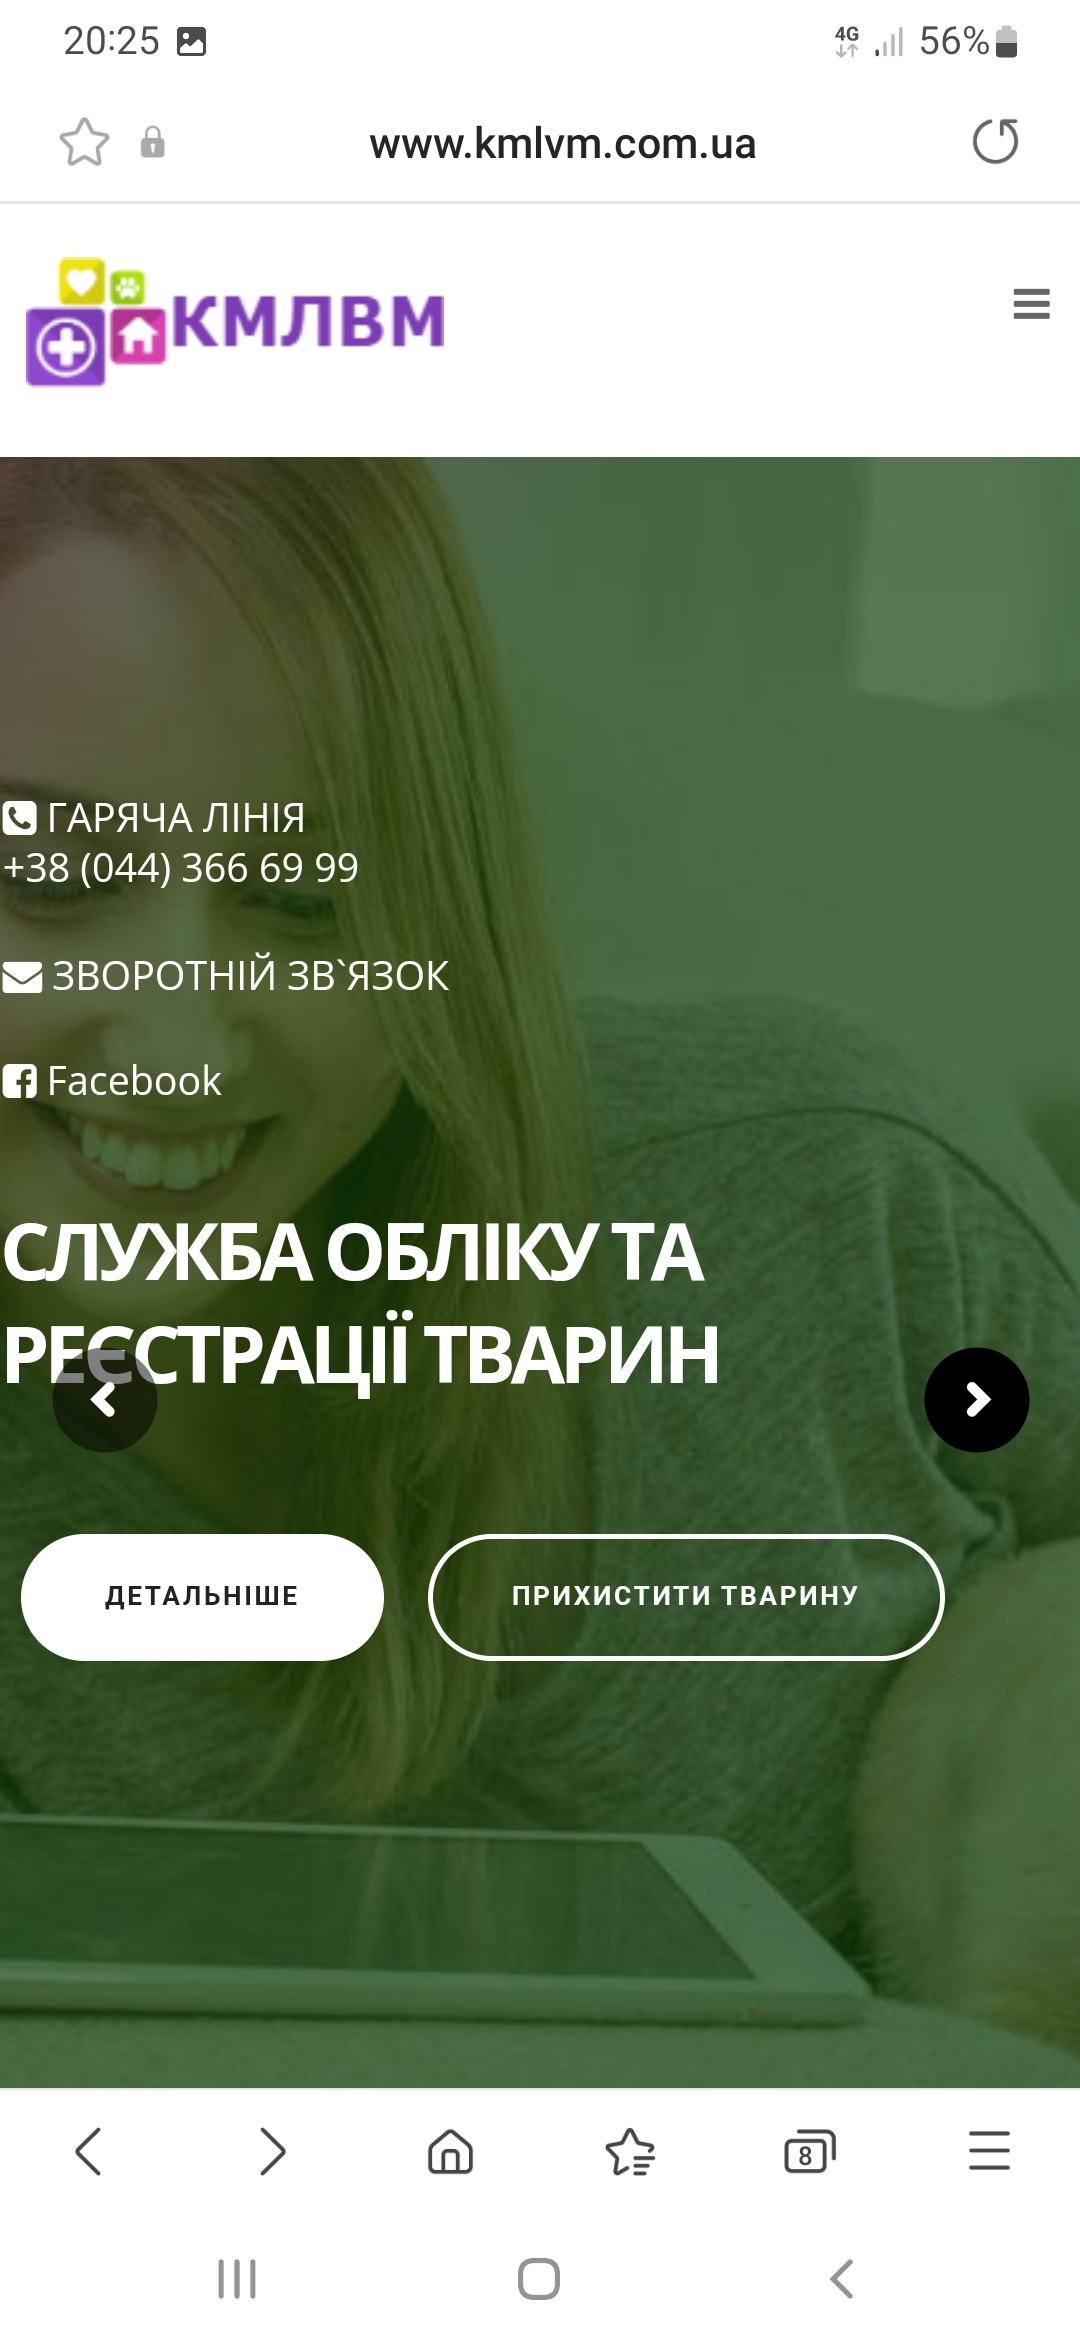 20:25
4G
56%
www.kmlvm.com.ua
КМЛВМ
ГАРЯЧА ЛІНІЯ
+38 (044) 366 69 99
ЗВОРОТНІЙ ЗВ`ЯЗОК
Facebook
СЛУЖБА ОБЛІКУ ТА
РЕЄСТРАЦІЇ ТВАРИН
ДЕТАЛЬНІШЕ
ПРИХИСТИТИ ТВАРИНУ
8